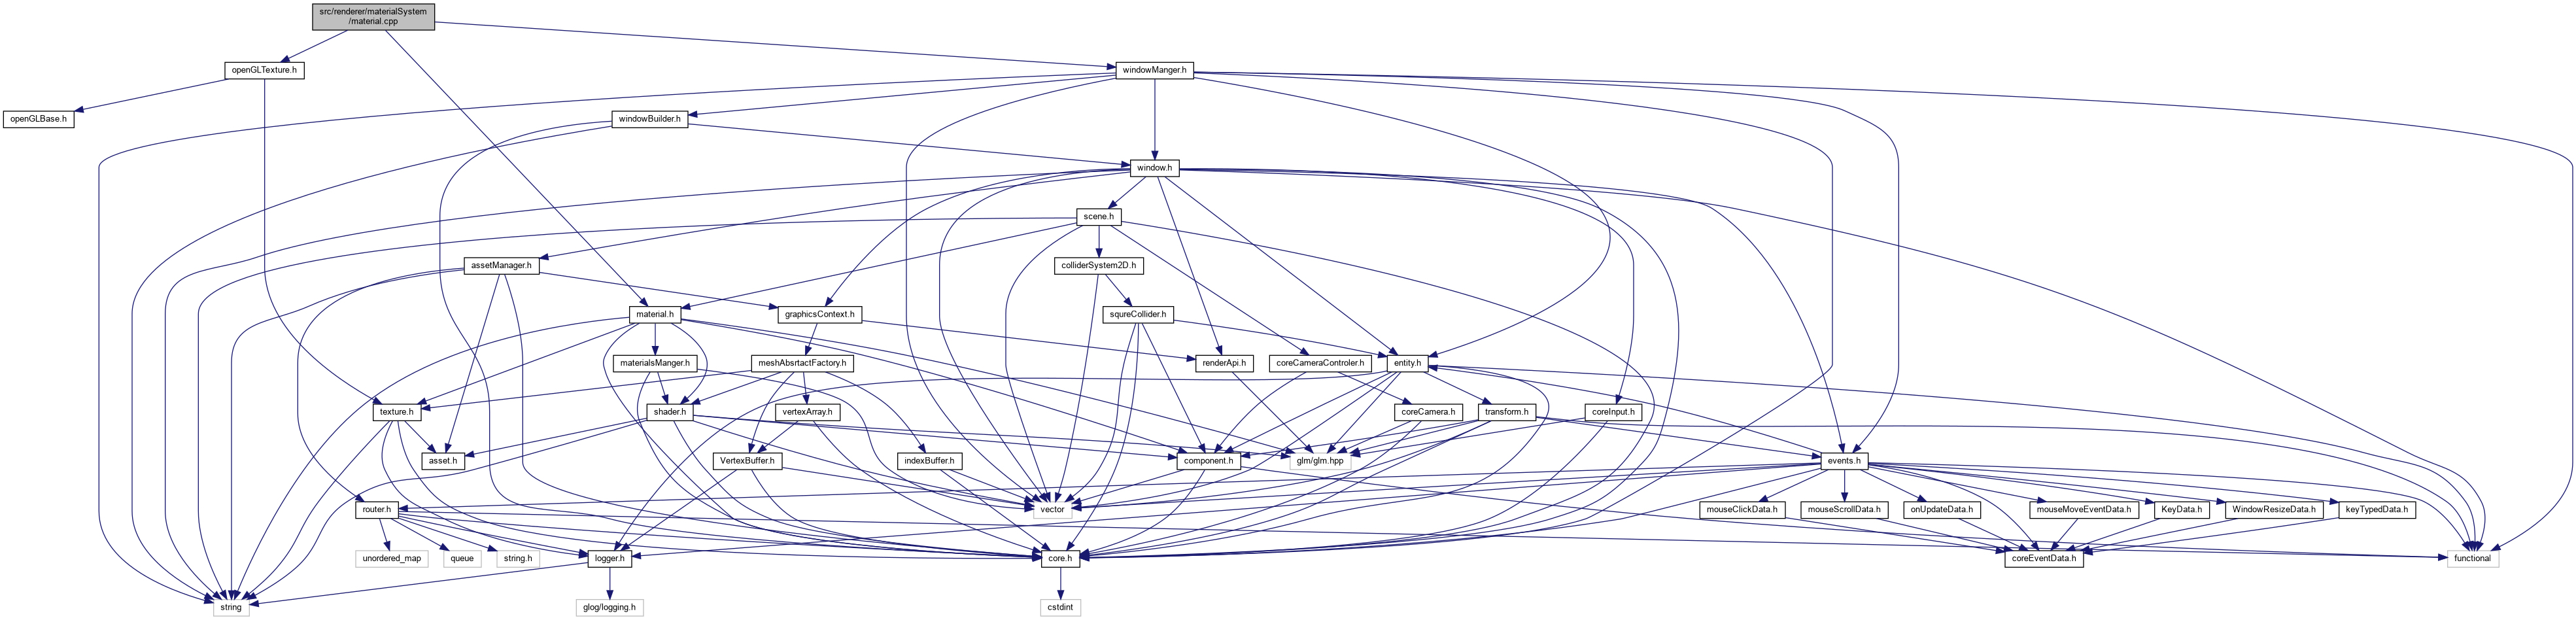 src/renderer/materialSystem
/material.cpp
openGLTexture.h
windowManger.h
openGLBase.h
windowBuilder.h
window.h
scene.h
assetManager.h
colliderSystem2D.h
material.h
graphicsContext.h
squreCollider.h
materialsManger.h
meshAbsrtactFactory.h
renderApi.h
coreCameraControler.h
entity.h
texture.h
shader.h
vertexArray.h
coreCamera.h
transform.h
coreInput.h
asset.h
VertexBuffer.h
indexBuffer.h
component.h
glm/glm.hpp
events.h
router.h
vector
mouseClickData.h
mouseScrollData.h
onUpdateData.h
mouseMoveEventData.h
KeyData.h
WindowResizeData.h
keyTypedData.h
unordered_map
queue
string.h
logger.h
core.h
coreEventData.h
functional
string
glog/logging.h
cstdint